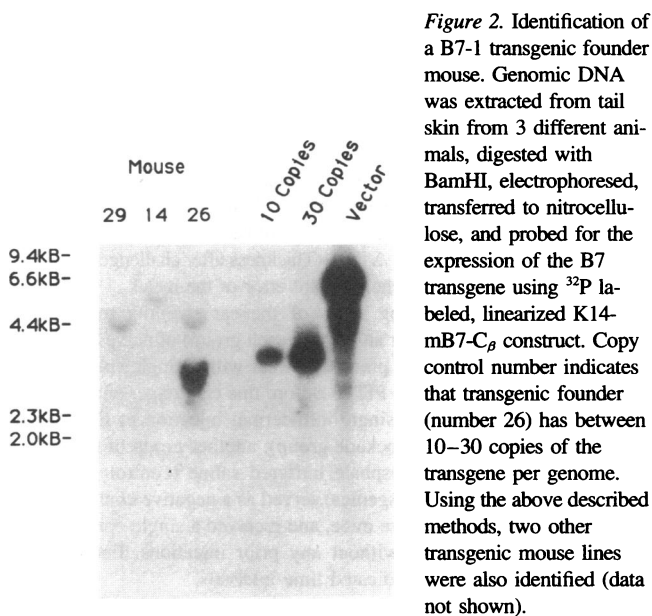 Mouse
29 14 26
10 Copies
30 Copies
Vector
9.4kB-
6.6kB-
4.4kB-
2.3kB-
2.0kB-
Figure 2. Identification of
a B7-1 transgenic founder
mouse. Genomic DNA
was extracted from tail
skin from 3 different ani-
mals, digested with
BamHI, electrophoresed,
transferred to nitrocellu-
lose, and probed for the
expression of the B7
transgene using ³²P la-
beled, linearized K14-
mB7-Cᵦ construct. Copy
control number indicates
that transgenic founder
(number 26) has between
10–30 copies of the
transgene per genome.
Using the above described
methods, two other
transgenic mouse lines
were also identified (data
not shown).